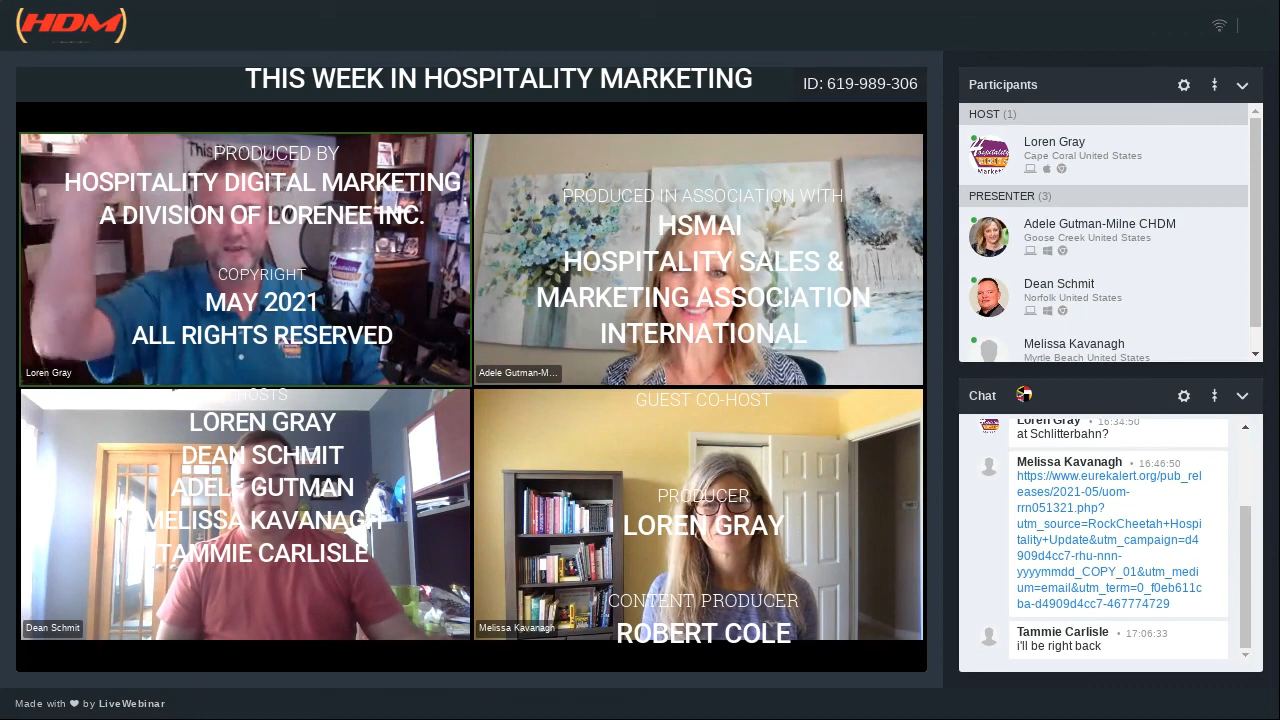 (HDM)
THIS WEEK IN HOSPITALITY MARKETING
ID: 619-989-306
This
PRODUCED BY
HOSPITALITY DIGITAL MARKETING
A DIVISION OF LORENEE INC.
COPYRIGHT
MAY 2021
ALL RIGHTS RESERVED
Loren Gray
PRODUCED IN ASSOCIATION WITH
HSMAI
HOSPITALITY SALES &
MARKETING ASSOCIATION
INTERNATIONAL
Adele Gutman-M...
HOSTS
LOREN GRAY
DEAN SCHMIT
ADELE GUTMAN
MELISSA KAVANAGH
TAMMIE CARLISLE
Dean Schmit
GUEST CO-HOST
PRODUCER
LOREN GRAY
CONTENT PRODUCER
ROBERT COLE
Melissa Kavanagh
Participants
HOST (1)
Loren Gray
Cape Coral United States
PRESENTER (3)
Adele Gutman-Milne CHDM
Goose Creek United States
Dean Schmit
Norfolk United States
Melissa Kavanagh
Myrtle Beach United States
Chat
Loren Gray • 16:34:50
at Schlitterbahn?
Melissa Kavanagh • 16:46:50
https://www.eurekalert.org/pub_rel
eases/2021-05/uom-
rrn051321.php?
utm_source=RockCheetah+Hospi
tality+Update&utm_campaign=d4
909d4cc7-rhu-nnn-
yyyymmdd_COPY_01&utm_medi
um=email&utm_term=0_f0eb611c
ba-d4909d4cc7-467774729
Tammie Carlisle • 17:06:33
i'll be right back
Made with ❤ by LiveWebinar